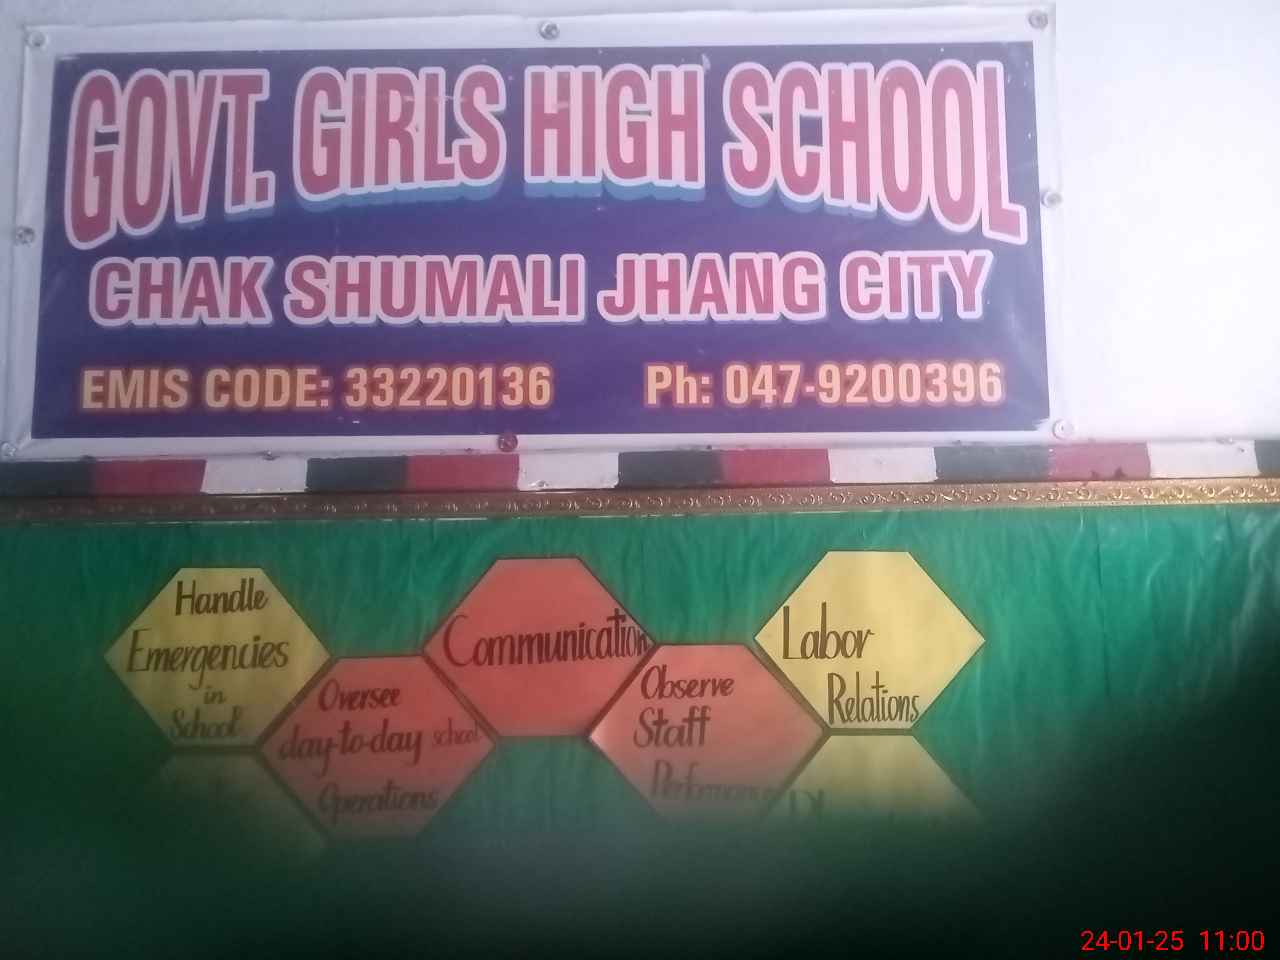 GOVT. GIRLS HIGH SCHOOL
CHAK SHUMALI JHANG CITY
EMIS CODE: 33220136 Ph: 047-9200396
Handle
Emergencies
in
School
Oversee
day-to-day school
Operations
Communication
Observe
Staff
Performance
Labor
Relations
24-01-25 11:00